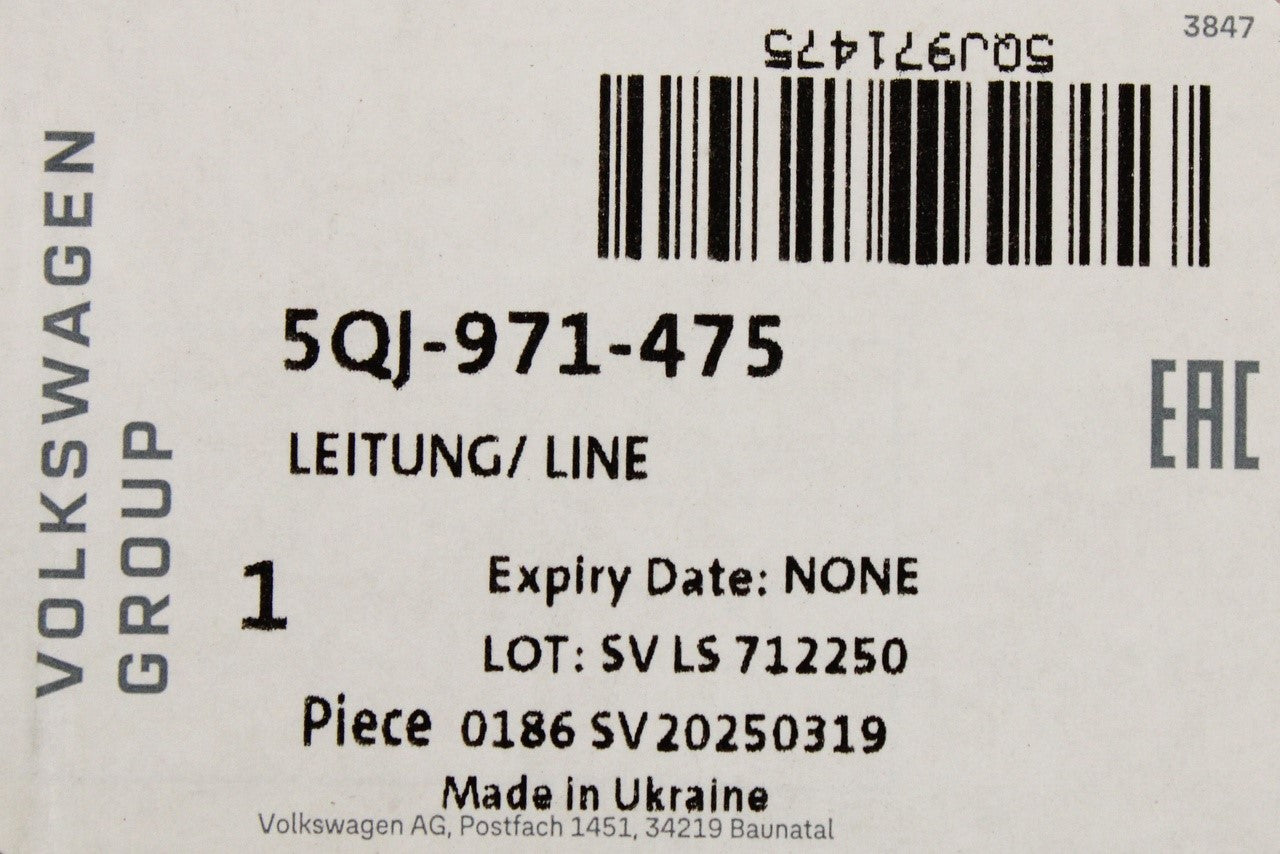 3847
5QJ971475
VOLKSWAGEN
GROUP
5QJ-971-475
LEITUNG/ LINE
EAC
1
Expiry Date: NONE
LOT: SV LS 712250
Piece 0186 SV20250319
Made in Ukraine
Volkswagen AG, Postfach 1451, 34219 Baunatal